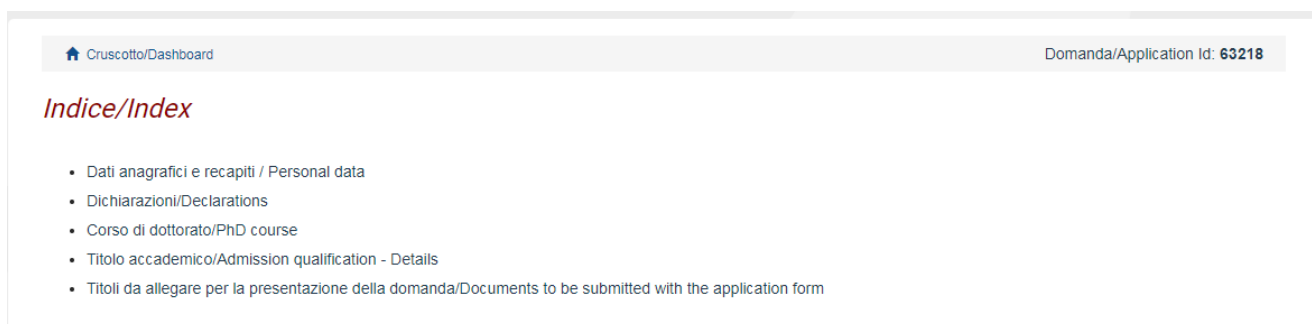 Cruscotto/Dashboard
Domanda/Application Id: 63218
Indice/Index
Dati anagrafici e recapiti / Personal data
Dichiarazioni/Declarations
Corso di dottorato/PhD course
Titolo accademico/Admission qualification - Details
Titoli da allegare per la presentazione della domanda/Documents to be submitted with the application form